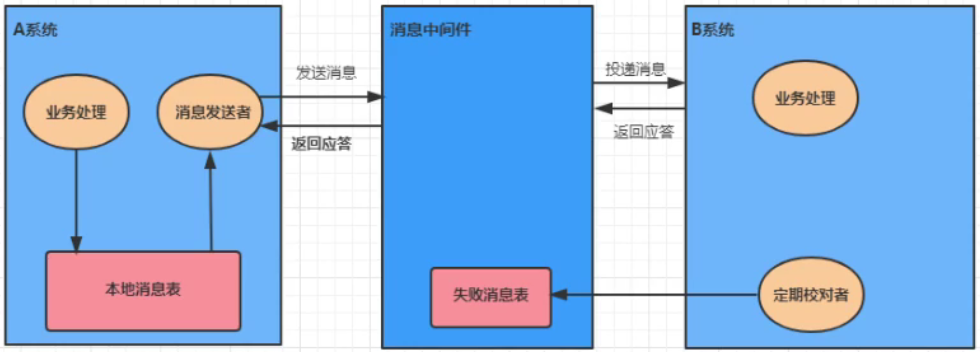 A系统
业务处理
消息发送者
本地消息表
发送消息
返回应答
消息中间件
失败消息表
投递消息
返回应答
B系统
业务处理
定期校对者